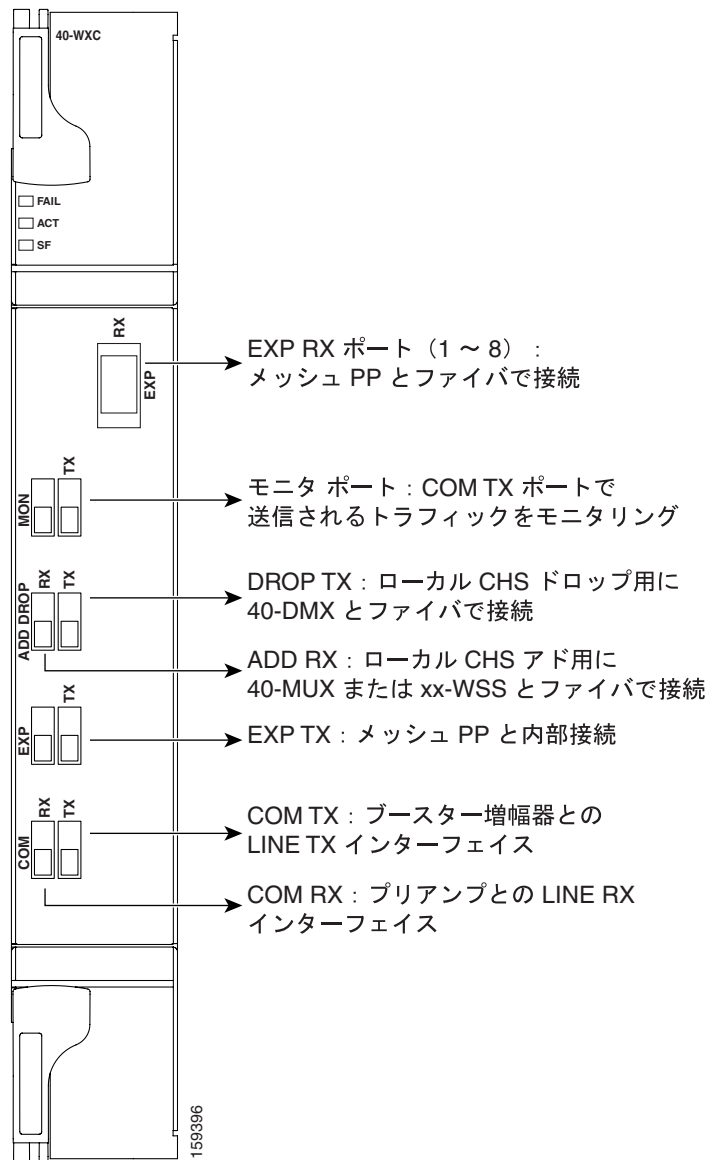 40-WXC
FAIL
ACT
SF
RX
EXP
EXP RX ポート（1 ～ 8）：
メッシュ PP とファイバで接続
MON
TX
モニタ ポート：COM TX ポートで
送信されるトラフィックをモニタリング
ADD DROP
RX
TX
DROP TX：ローカル CHS ドロップ用に
40-DMX とファイバで接続
ADD RX：ローカル CHS アド用に
40-MUX または xx-WSS とファイバで接続
EXP
TX
EXP TX：メッシュ PP と内部接続
COM
RX
TX
COM TX：ブースター増幅器との
LINE TX インターフェイス
COM RX：プリアンプとの LINE RX
インターフェイス
159396